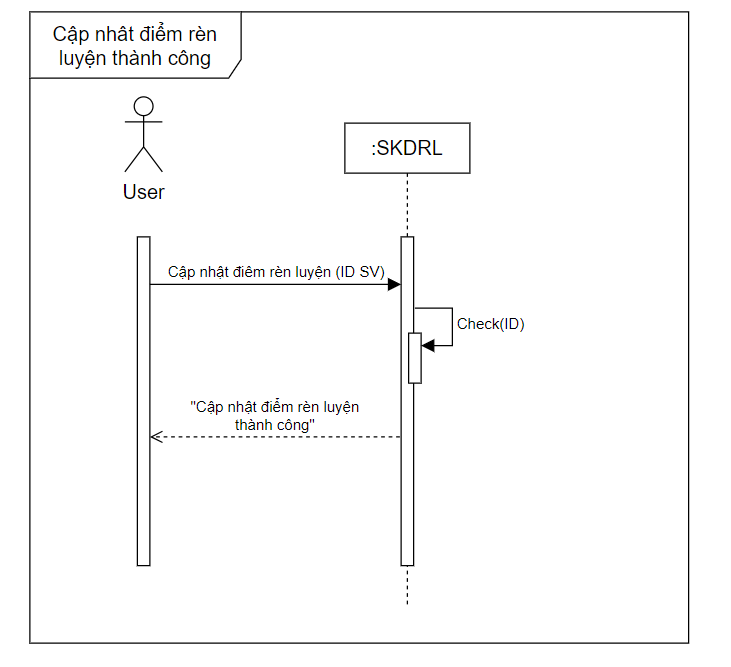 Cập nhât điểm rèn
luyện thành công
:SKDRL
User
Cập nhật điêm rèn luyện (ID SV)
Check(ID)
"Cập nhật điểm rèn luyện
thành công"